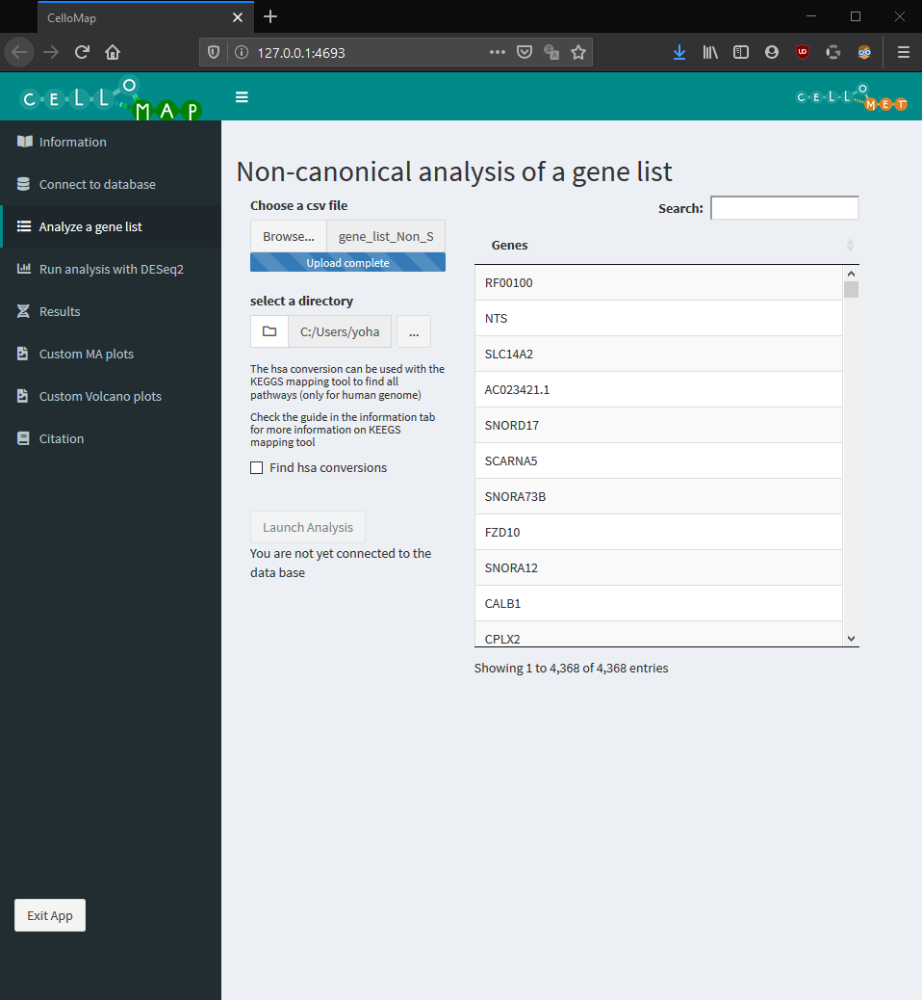 CelloMap
127.0.0.1:4693
CELLO MAP
CELLO MET
Information
Connect to database
Analyze a gene list
Run analysis with DESeq2
Results
Custom MA plots
Custom Volcano plots
Citation
Exit App
Non-canonical analysis of a gene list
Choose a csv file
Browse... gene_list_Non_S
Upload complete
select a directory
C:/Users/yoha ...
The hsa conversion can be used with the
KEGGS mapping tool to find all
pathways (only for human genome)
Check the guide in the information tab
for more information on KEEGS
mapping tool
Find hsa conversions
Launch Analysis
You are not yet connected to the
data base
Search:
Genes
RF00100
NTS
SLC14A2
AC023421.1
SNORD17
SCARNA5
SNORA73B
FZD10
SNORA12
CALB1
CPLX2
Showing 1 to 4,368 of 4,368 entries